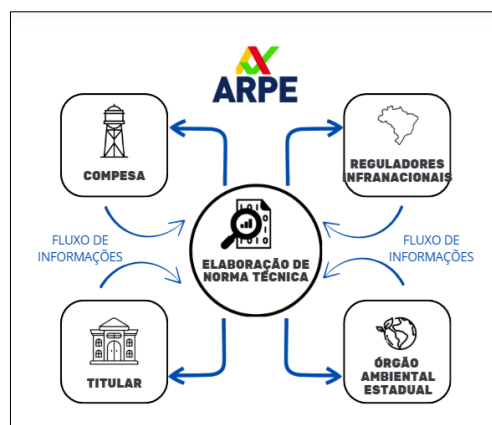 ARPE
COMPESA
REGULADORES
INFRANACIONAIS
FLUXO DE
INFORMAÇÕES
ELABORAÇÃO DE
NORMA TÉCNICA
FLUXO DE
INFORMAÇÕES
TITULAR
ÓRGÃO
AMBIENTAL
ESTADUAL